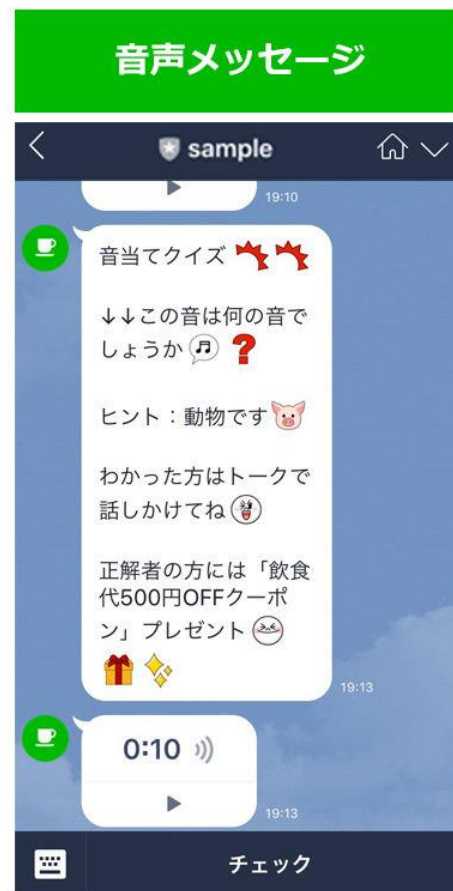 音声メッセージ
sample
19:10
音当てクイズ
↓↓この音は何の音で
しょうか
ヒント：動物です
わかった方はトークで
話しかけてね
正解者の方には「飲食
代500円OFFクーポ
ン」プレゼント
19:13
0:10
19:13
チェック